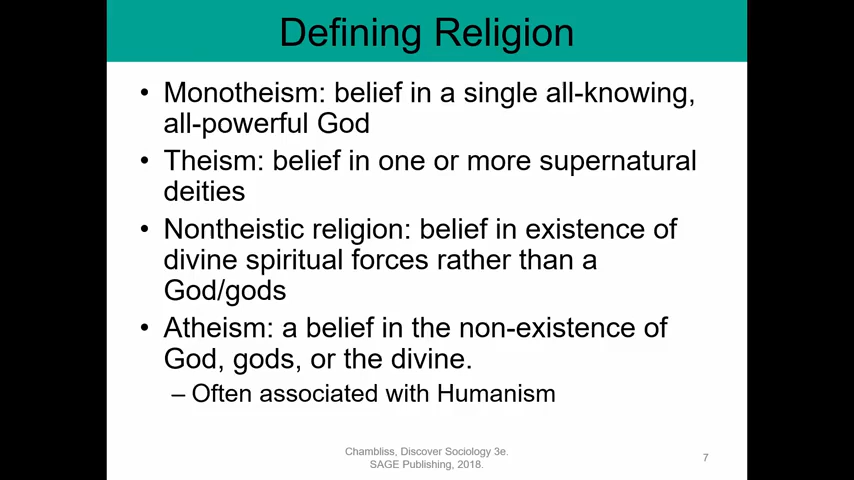 Defining Religion
• Monotheism: belief in a single all-knowing,
all-powerful God
• Theism: belief in one or more supernatural
deities
• Nontheistic religion: belief in existence of
divine spiritual forces rather than a
God/gods
• Atheism: a belief in the non-existence of
God, gods, or the divine.
– Often associated with Humanism
Chambliss, Discover Sociology 3e.
SAGE Publishing, 2018.
7